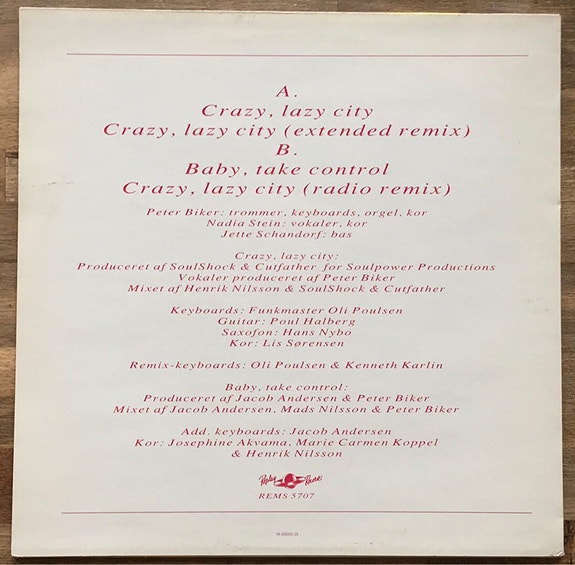 A.
Crazy, lazy city
Crazy, lazy city (extended remix)
B.
Baby, take control
Crazy, lazy city (radio remix)
Peter Biker: trommer, keyboards, orgel, kor
Nadia Stein: vokaler, kor
Jette Schandorf: bas
Crazy, lazy city:
Produceret af SoulShock & Cutfather for Soulpower Productions
Vokaler produceret af Peter Biker
Mixet af Henrik Nilsson & SoulShock & Cutfather
Keyboards: Funkmaster Oli Poulsen
Guitar: Poul Halberg
Saxofon: Hans Nybo
Kor: Lis Sørensen
Remix-keyboards: Oli Poulsen & Kenneth Karlin
Baby, take control:
Produceret af Jacob Andersen & Peter Biker
Mixet af Jacob Andersen, Mads Nilsson & Peter Biker
Add. keyboards: Jacob Andersen
Kor: Josephine Akvama, Marie Carmen Koppel
& Henrik Nilsson
REMS 5707